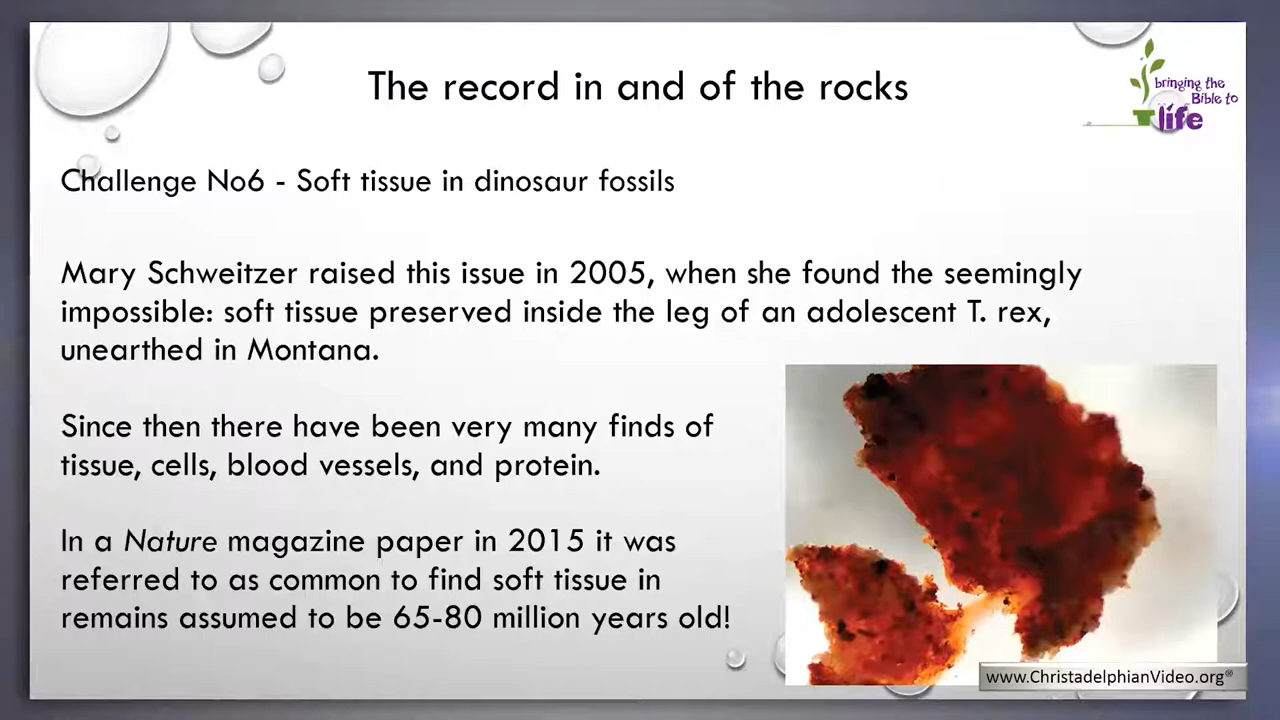 The record in and of the rocks
bringing the
Bible to
life
Challenge No6 - Soft tissue in dinosaur fossils
Mary Schweitzer raised this issue in 2005, when she found the seemingly
impossible: soft tissue preserved inside the leg of an adolescent T. rex,
unearthed in Montana.
Since then there have been very many finds of
tissue, cells, blood vessels, and protein.
In a Nature magazine paper in 2015 it was
referred to as common to find soft tissue in
remains assumed to be 65-80 million years old!
www.ChristadelphianVideo.org®